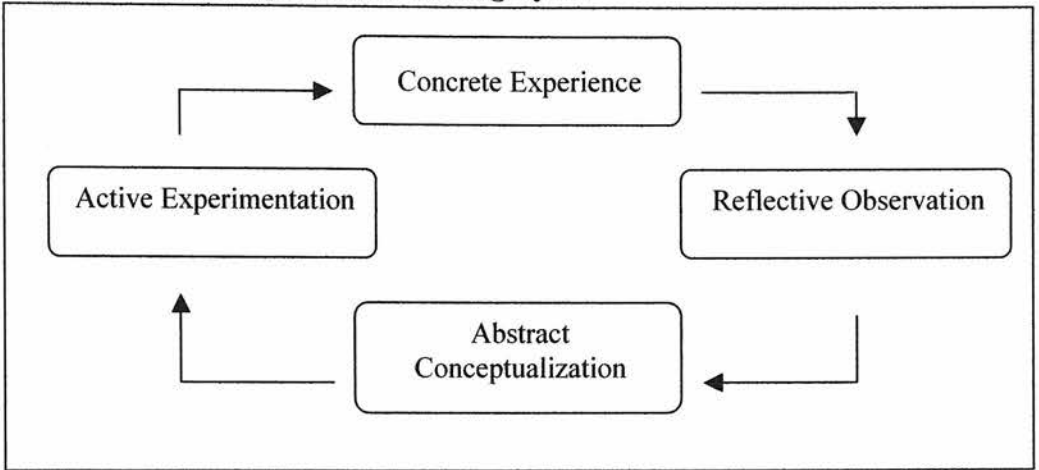 Concrete Experience
Active Experimentation
Reflective Observation
Abstract
Conceptualization